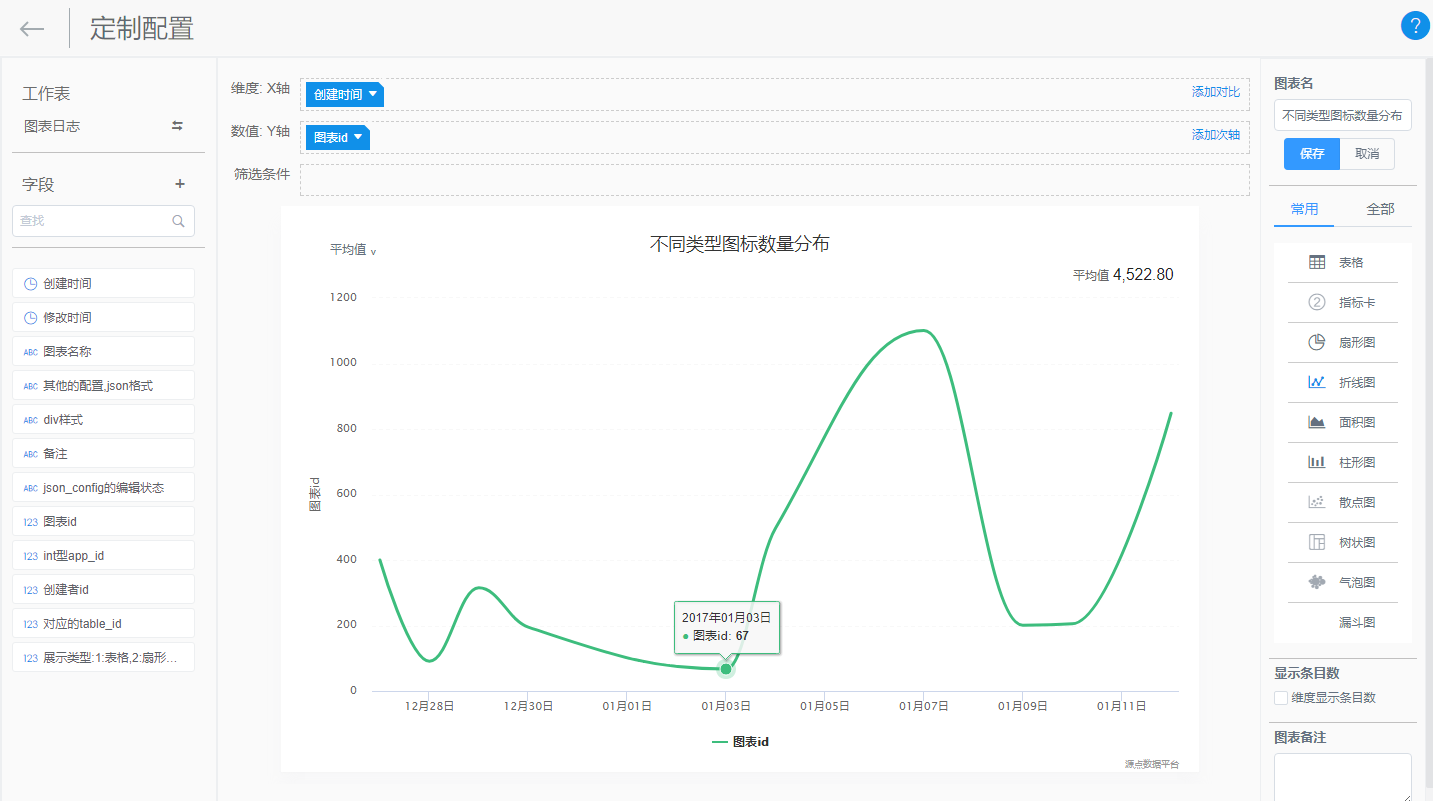 定制配置
?
工作表
图表日志
字段
+
查找
创建时间
修改时间
ABC 图表名称
ABC 其他的配置,json格式
ABC div样式
ABC 备注
ABC json_config的编辑状态
123 图表id
123 int型app_id
123 创建者id
123 对应的table_id
123 展示类型:1:表格,2:扇形...
维度: X轴 创建时间 添加对比
数值: Y轴 图表id 添加次轴
筛选条件
平均值
不同类型图标数量分布
平均值 4,522.80
1200
1000
800
600
400
200
0
图表id
2017年01月03日
图表id: 67
12月28日 12月30日 01月01日 01月03日 01月05日 01月07日 01月09日 01月11日
图表id
源点数据平台
图表名
不同类型图标数量分布
保存 取消
常用 全部
表格
2 指标卡
扇形图
折线图
面积图
柱形图
散点图
树状图
气泡图
漏斗图
显示条目数
维度显示条目数
图表备注